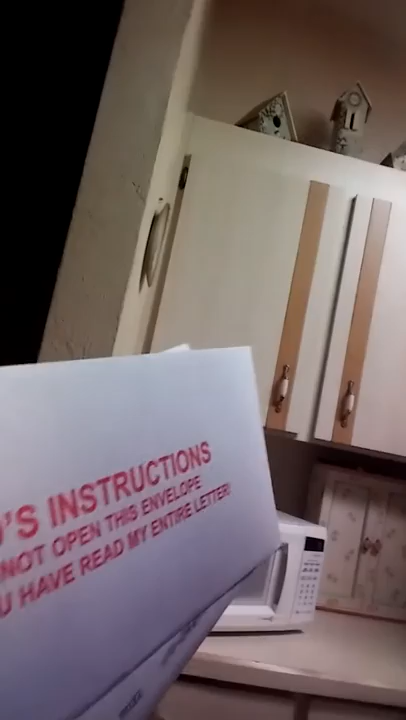 'S INSTRUCTIONS
NOT OPEN THIS ENVELOPE
U HAVE READ MY ENTIRE LETTER!